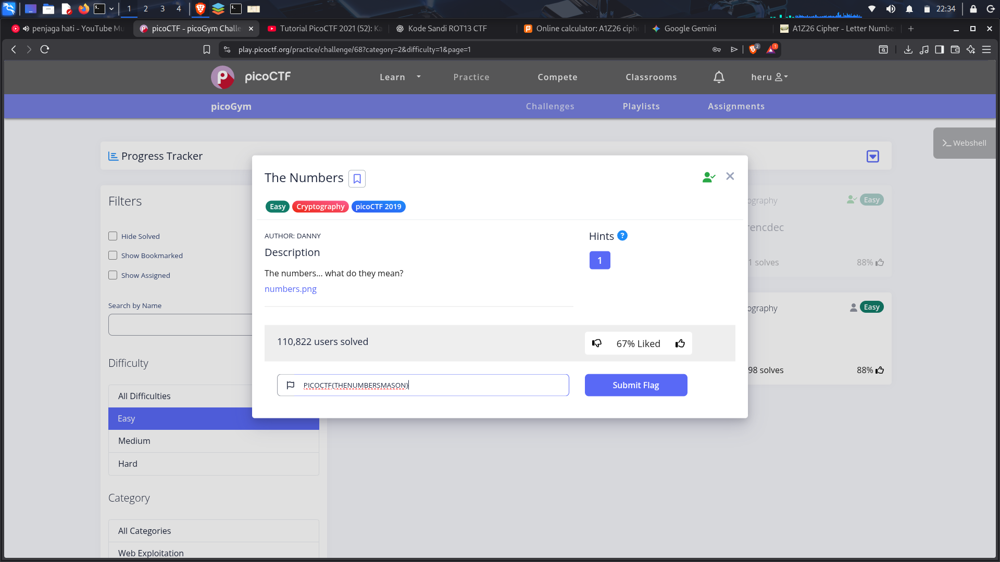 1 2 3 4 22:34
penjaga hati - YouTube Mu
picoCTF - picoGym Challe
Tutorial PicoCTF 2021 (52): Ka
Kode Sandi ROT13 CTF
Online calculator: A1Z26 ciph
Google Gemini
A1Z26 Cipher - Letter Numbe
play.picoctf.org/practice/challenge/68?category=2&difficulty=1&page=1
2
1
picoCTF
Learn
Practice
Compete
Classrooms
heru
picoGym
Challenges
Playlists
Assignments
Webshell
Progress Tracker
Filters
Hide Solved
Show Bookmarked
Show Assigned
Search by Name
Difficulty
All Difficulties
Easy
Medium
Hard
Category
All Categories
Web Exploitation
The Numbers
Easy Cryptography picoCTF 2019
AUTHOR: DANNY
Description
The numbers... what do they mean?
numbers.png
Hints ?
1
110,822 users solved
67% Liked
PICOCTF{THENUMBERSMASON}
Submit Flag
ography
Easy
rencdec
1 solves
88%
ography
Easy
98 solves
88%